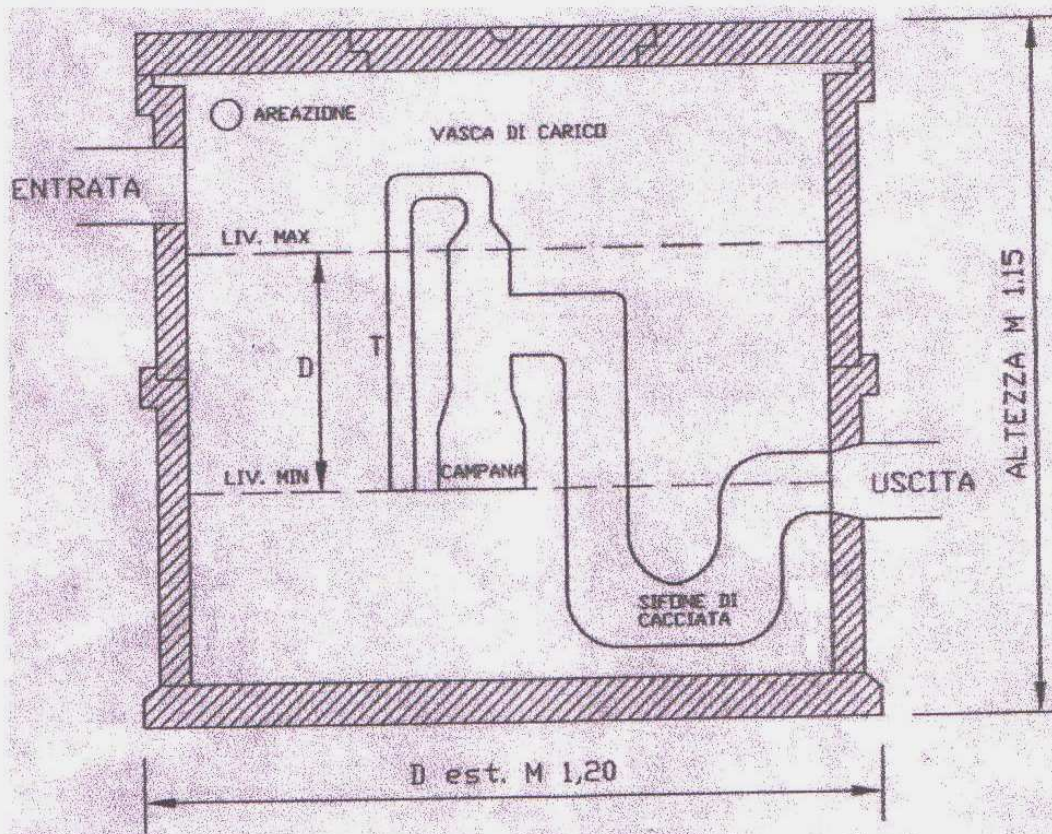 AREAZIONE
VASCA DI CARICO
ENTRATA
LIV. MAX
T
D
LIV. MIN
CAMPANA
USCITA
SIFONE DI
CACCIATA
ALTEZZA M 1.15
D est. M 1,20